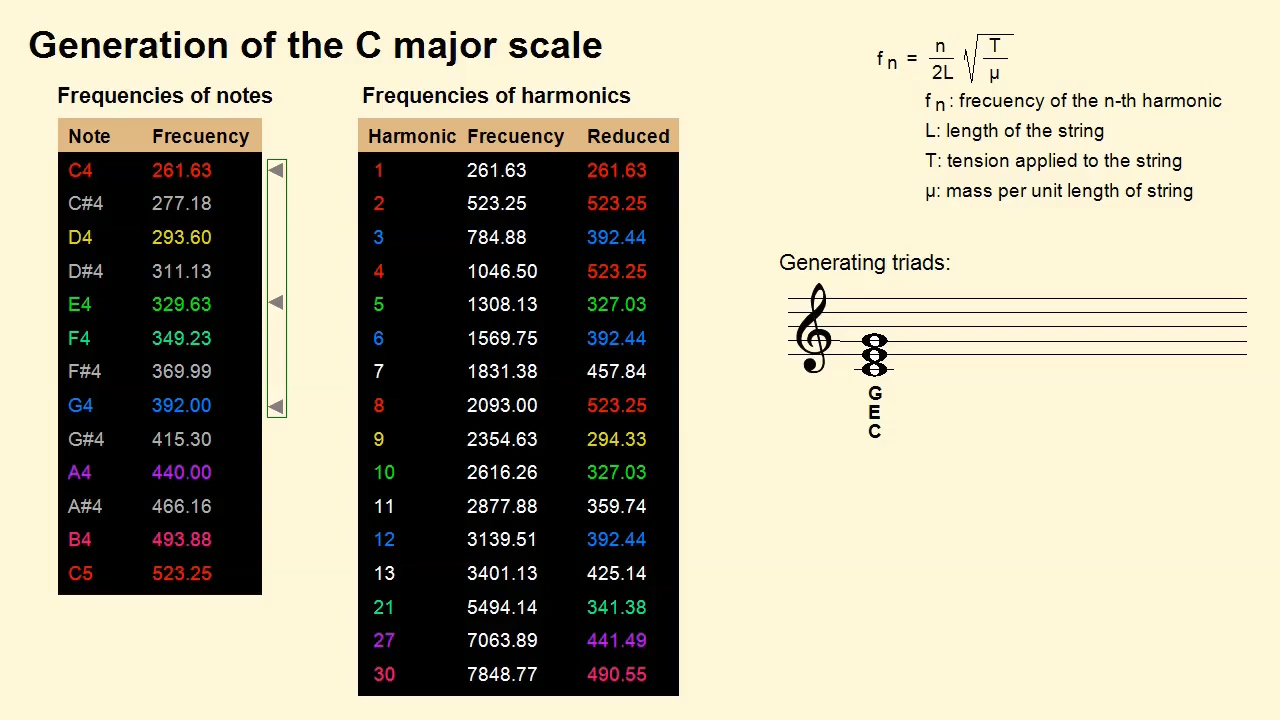 Generation of the C major scale
Frequencies of notes
Note Frecuency
C4 261.63
C#4 277.18
D4 293.60
D#4 311.13
E4 329.63
F4 349.23
F#4 369.99
G4 392.00
G#4 415.30
A4 440.00
A#4 466.16
B4 493.88
C5 523.25
Frequencies of harmonics
Harmonic Frecuency Reduced
1 261.63 261.63
2 523.25 523.25
3 784.88 392.44
4 1046.50 523.25
5 1308.13 327.03
6 1569.75 392.44
7 1831.38 457.84
8 2093.00 523.25
9 2354.63 294.33
10 2616.26 327.03
11 2877.88 359.74
12 3139.51 392.44
13 3401.13 425.14
21 5494.14 341.38
27 7063.89 441.49
30 7848.77 490.55
f n = n/2L √ T/μ
f n : frecuency of the n-th harmonic
L: length of the string
T: tension applied to the string
μ: mass per unit length of string
Generating triads:
G
E
C